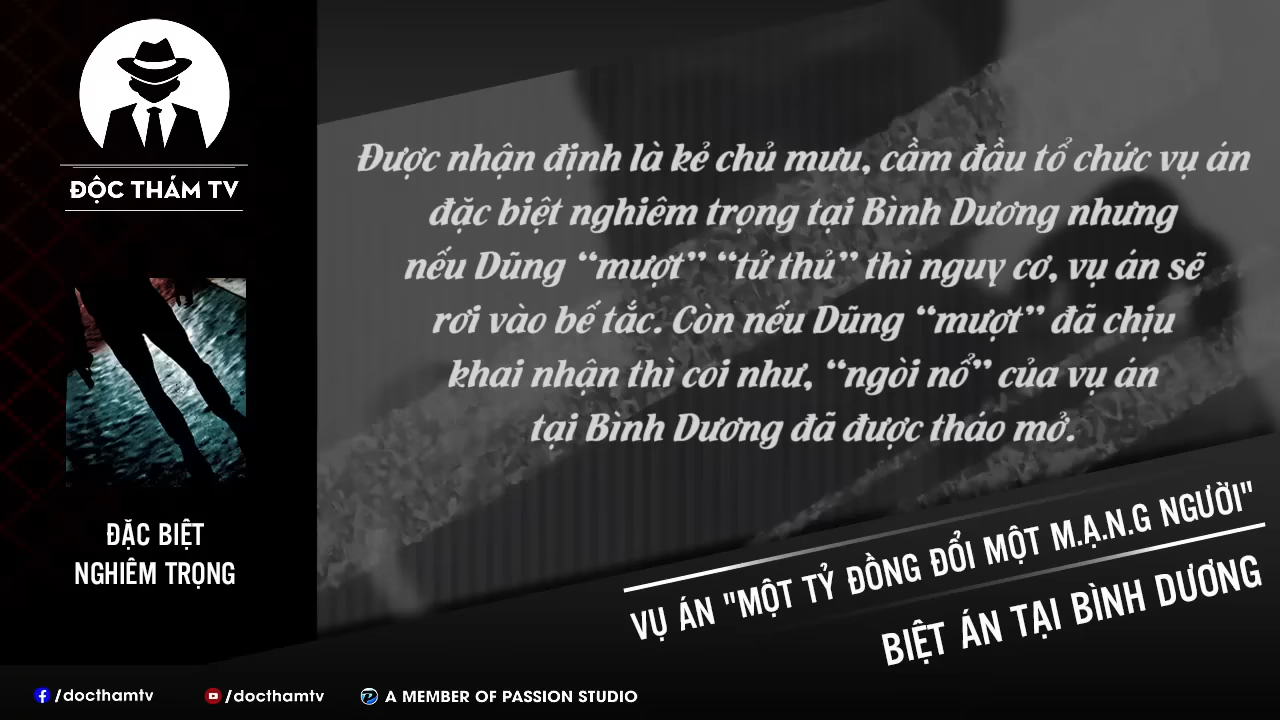 ĐỘC THÁM TV
ĐẶC BIỆT
NGHIÊM TRỌNG
Được nhận định là kẻ chủ mưu, cầm đầu tổ chức vụ án
đặc biệt nghiêm trọng tại Bình Dương nhưng
nếu Dũng “mượt” “tử thủ” thì nguy cơ, vụ án sẽ
rơi vào bế tắc. Còn nếu Dũng “mượt” đã chịu
khai nhận thì coi như, “ngòi nổ” của vụ án
tại Bình Dương đã được tháo mở.
VỤ ÁN "MỘT TỶ ĐỒNG ĐỔI MỘT M.Ạ.N.G NGƯỜI"
BIỆT ÁN TẠI BÌNH DƯƠNG
/docthamtv
/docthamtv
A MEMBER OF PASSION STUDIO